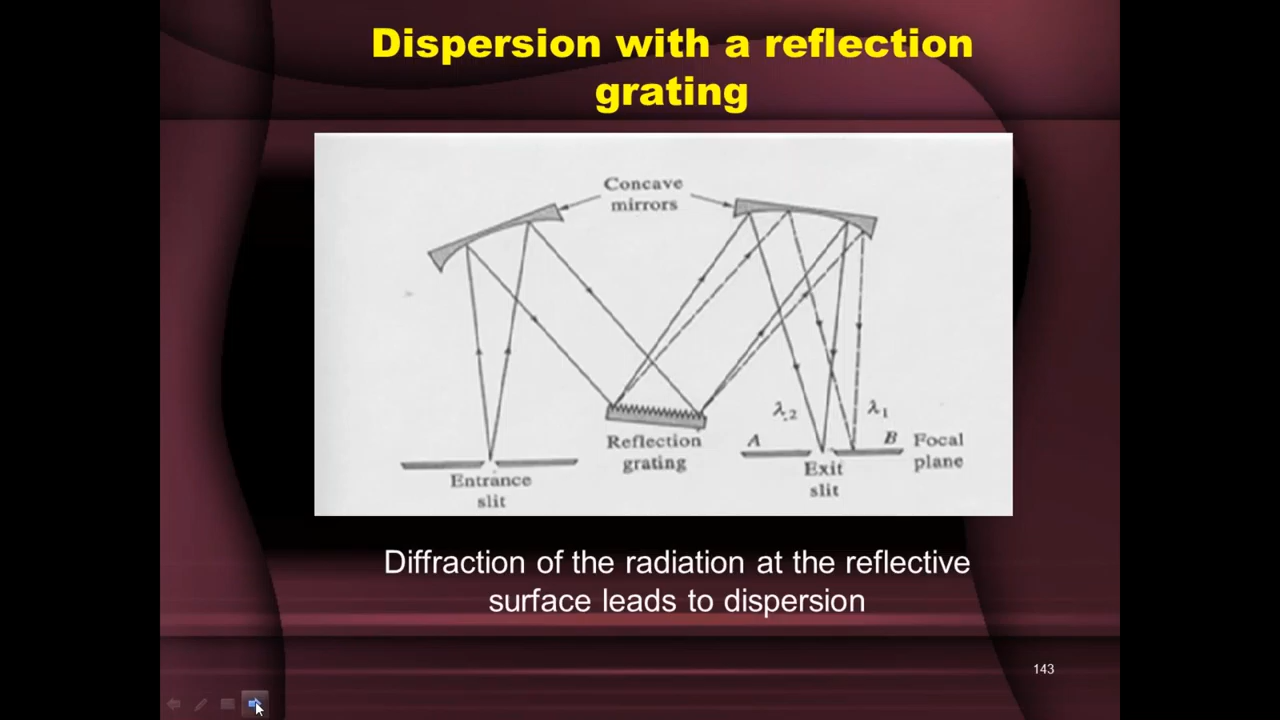 Dispersion with a reflection
grating
Concave
mirrors
λ2
λ1
A
B
Focal
plane
Reflection
grating
Exit
slit
Entrance
slit
Diffraction of the radiation at the reflective
surface leads to dispersion
143